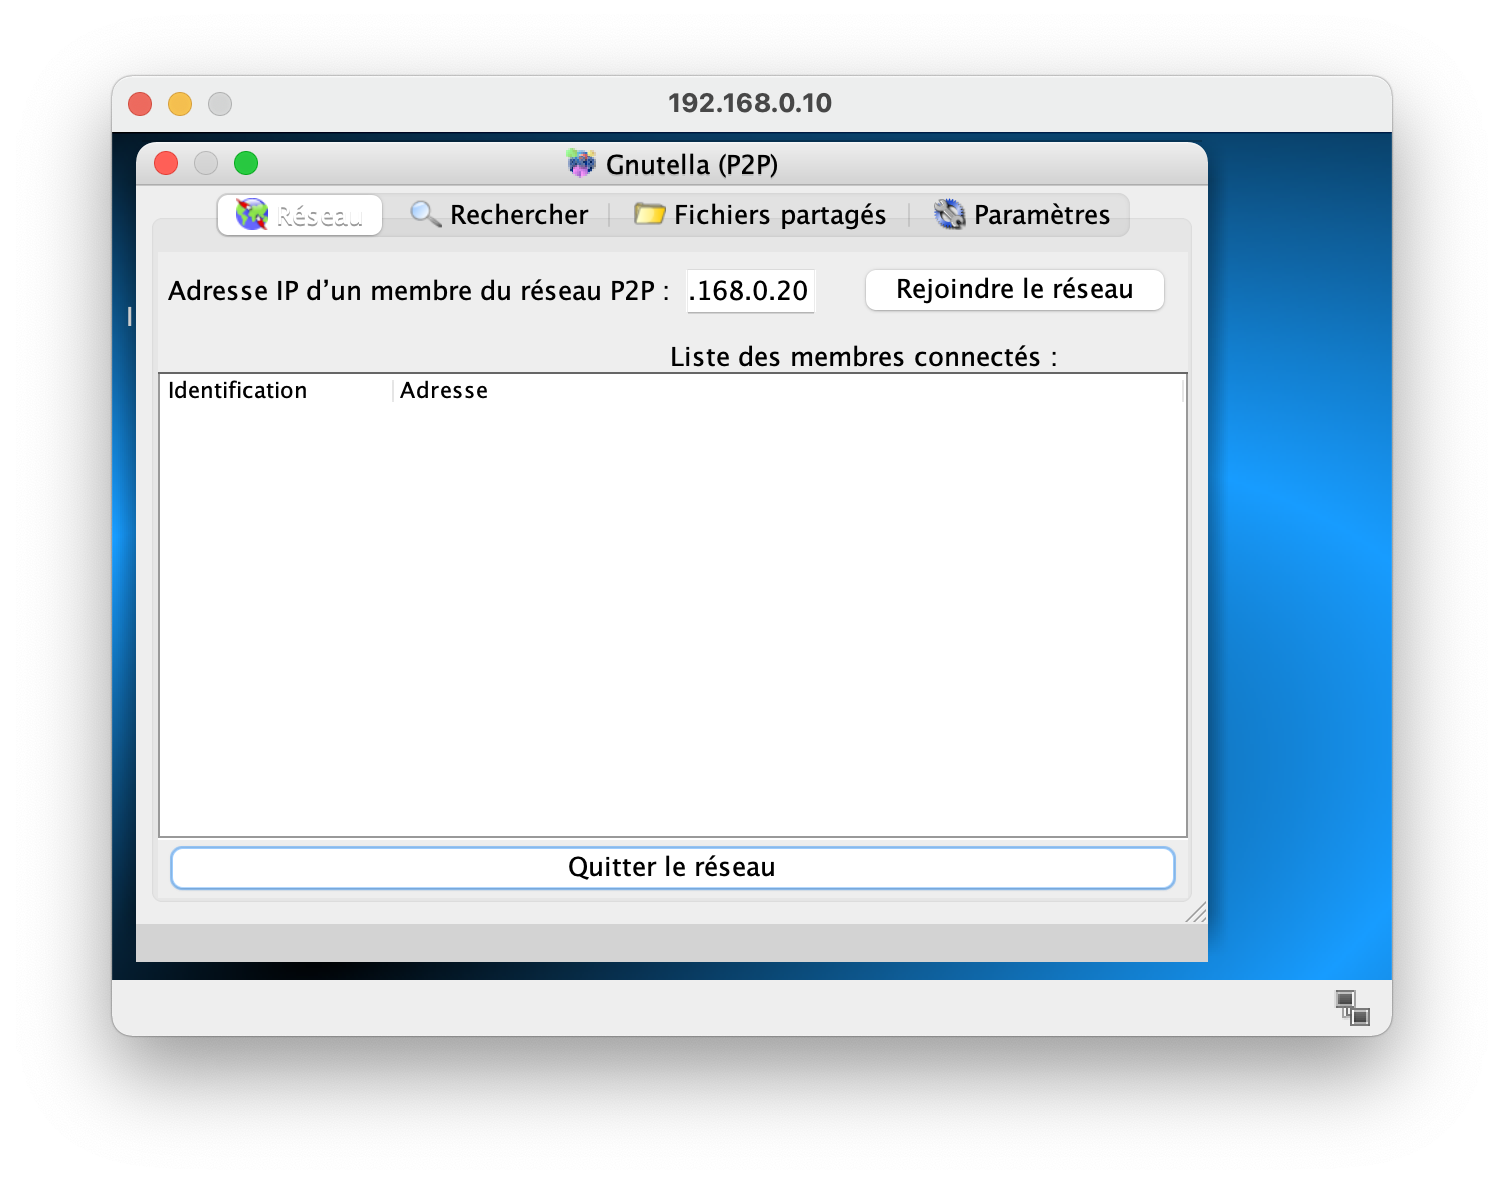 192.168.0.10
Gnutella (P2P)
Réseau Rechercher Fichiers partagés Paramètres
Adresse IP d’un membre du réseau P2P : .168.0.20 Rejoindre le réseau
Liste des membres connectés :
Identification Adresse
Quitter le réseau